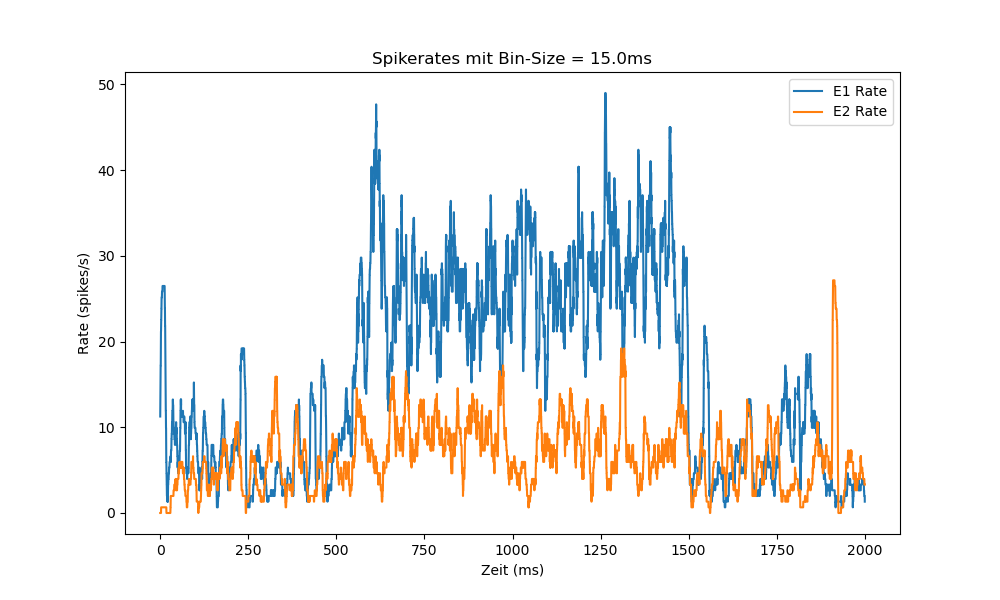 Spikerates mit Bin-Size = 15.0ms
E1 Rate
E2 Rate
50
40
30
20
10
0
Rate (spikes/s)
0 250 500 750 1000 1250 1500 1750 2000
Zeit (ms)